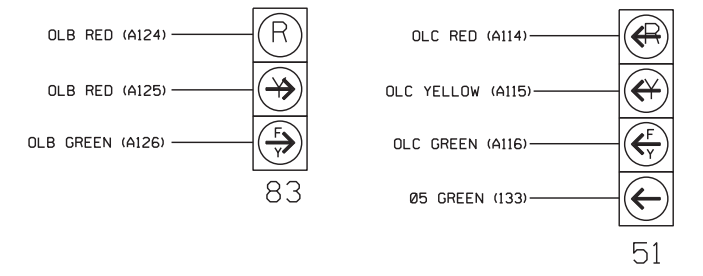 OLB RED (A124)
R
OLB RED (A125)
Y
OLB GREEN (A126)
F
Y
83
OLC RED (A114)
R
OLC YELLOW (A115)
Y
OLC GREEN (A116)
F
Y
Ø5 GREEN (133)
51